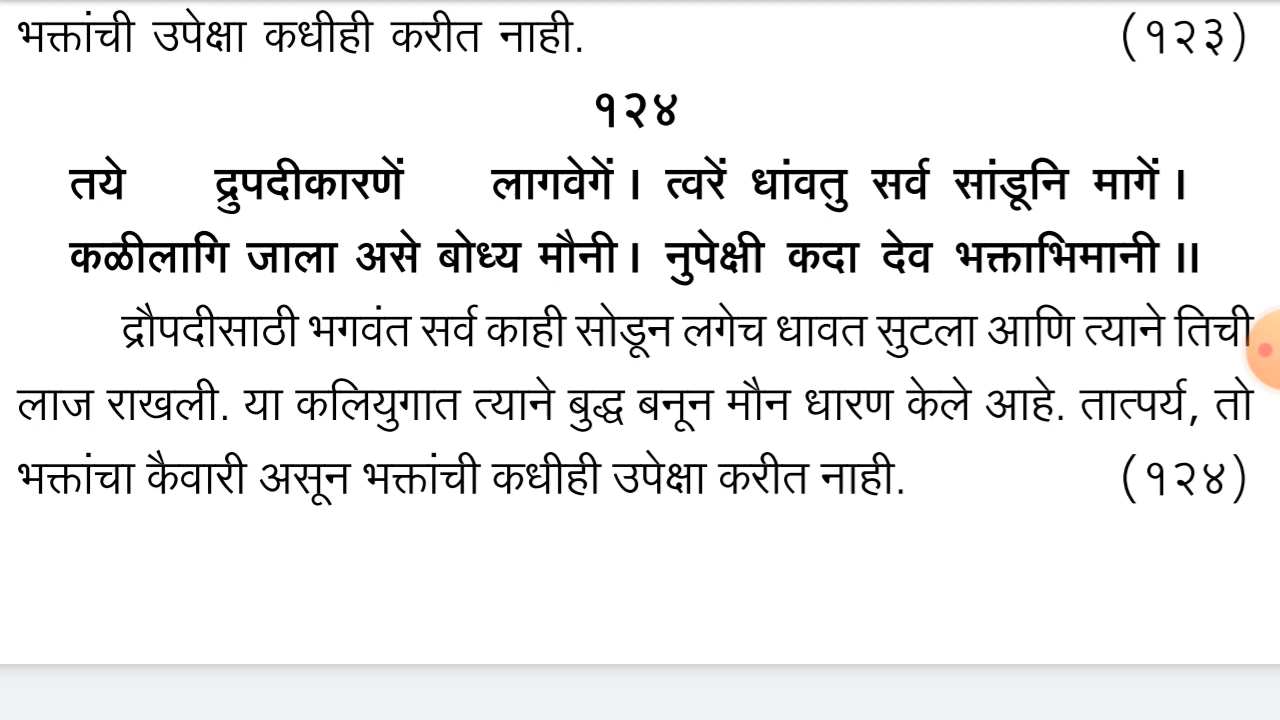 भक्तांची उपेक्षा कधीही करीत नाही. (१२३)
१२४
तये द्रुपदीकारणें लागवेगें। त्वरें धांवतु सर्व सांडूनि मागें।
कळीलागि जाला असे बोध्य मौनी। नुपेक्षी कदा देव भक्ताभिमानी॥
द्रौपदीसाठी भगवंत सर्व काही सोडून लगेच धावत सुटला आणि त्याने तिची
लाज राखली. या कलियुगात त्याने बुद्ध बनून मौन धारण केले आहे. तात्पर्य, तो
भक्तांचा कैवारी असून भक्तांची कधीही उपेक्षा करीत नाही. (१२४)